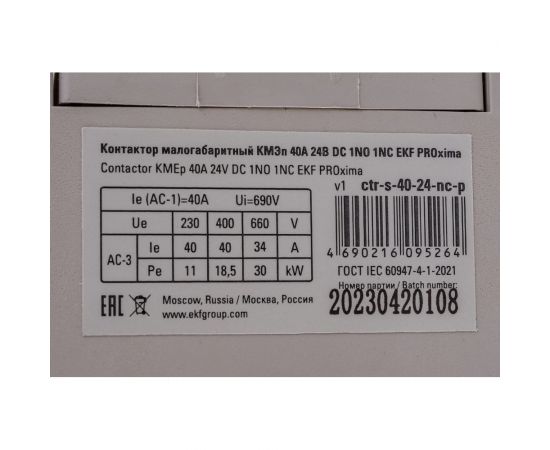 Контактор малогабаритный КМЭп 40А 24В DC 1NO 1NC EKF PROxima
Contactor KMEp 40A 24V DC 1NO 1NC EKF PROxima
v1 ctr-s-40-24-nc-p
Ie (AC-1)=40A Ui=690V
Ue 230 400 660 V
AC-3 Ie 40 40 34 A
Pe 11 18,5 30 kW
4 690216 095264
ГОСТ IEC 60947-4-1-2021
Номер партии / Batch number:
20230420108
EAC Moscow, Russia / Москва, Россия
www.ekfgroup.com